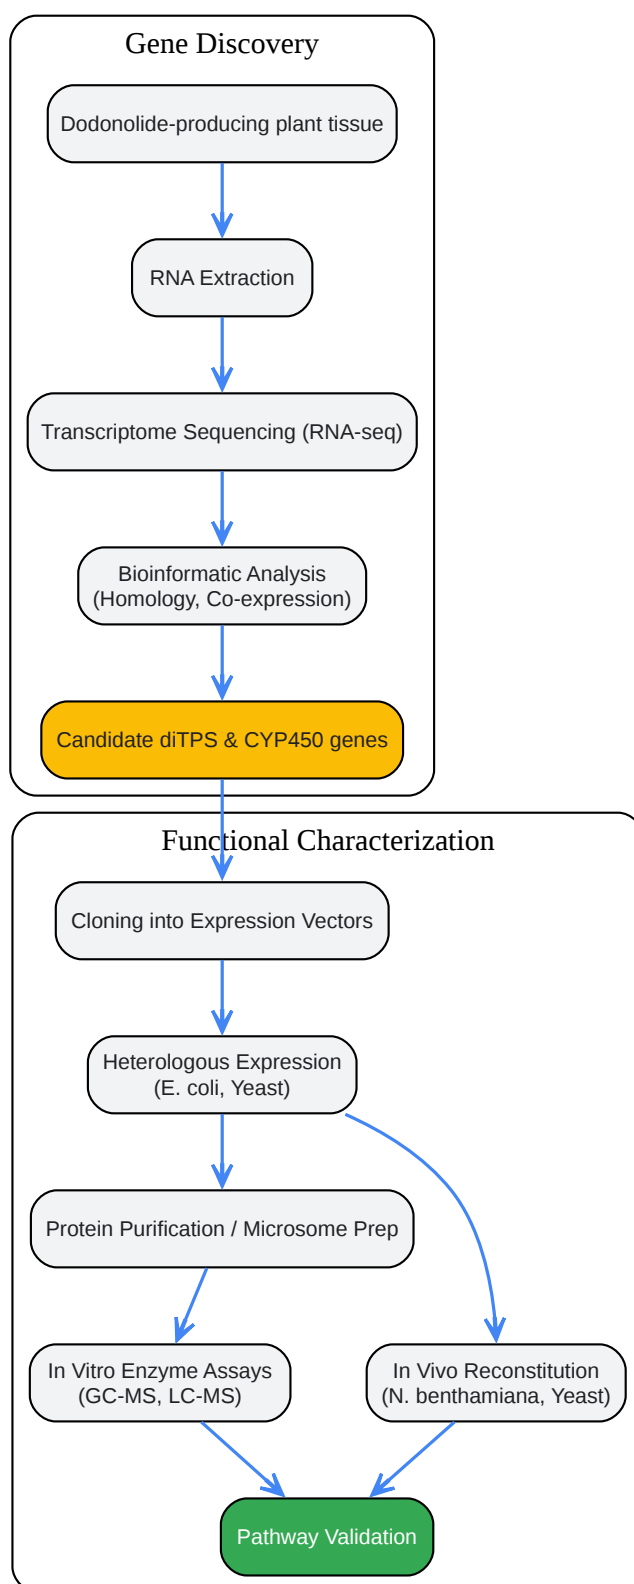 Gene Discovery
Dodonolide-producing plant tissue
RNA Extraction
Transcriptome Sequencing (RNA-seq)
Bioinformatic Analysis
(Homology, Co-expression)
Candidate diTPS & CYP450 genes
Functional Characterization
Cloning into Expression Vectors
Heterologous Expression
(E. coli, Yeast)
Protein Purification / Microsome Prep
In Vitro Enzyme Assays
(GC-MS, LC-MS)
In Vivo Reconstitution
(N. benthamiana, Yeast)
Pathway Validation